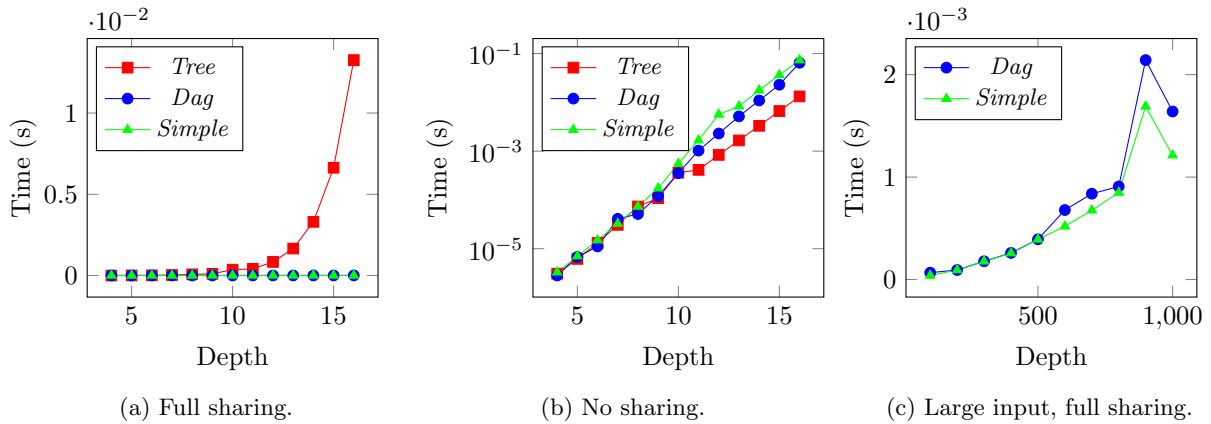 ·10⁻²
Time (s)
1
0.5
0
Tree
Dag
Simple
5 10 15
Depth
(a) Full sharing.
Time (s)
10⁻¹
10⁻³
10⁻⁵
Tree
Dag
Simple
5 10 15
Depth
(b) No sharing.
·10⁻³
Time (s)
2
1
0
Dag
Simple
500 1,000
Depth
(c) Large input, full sharing.